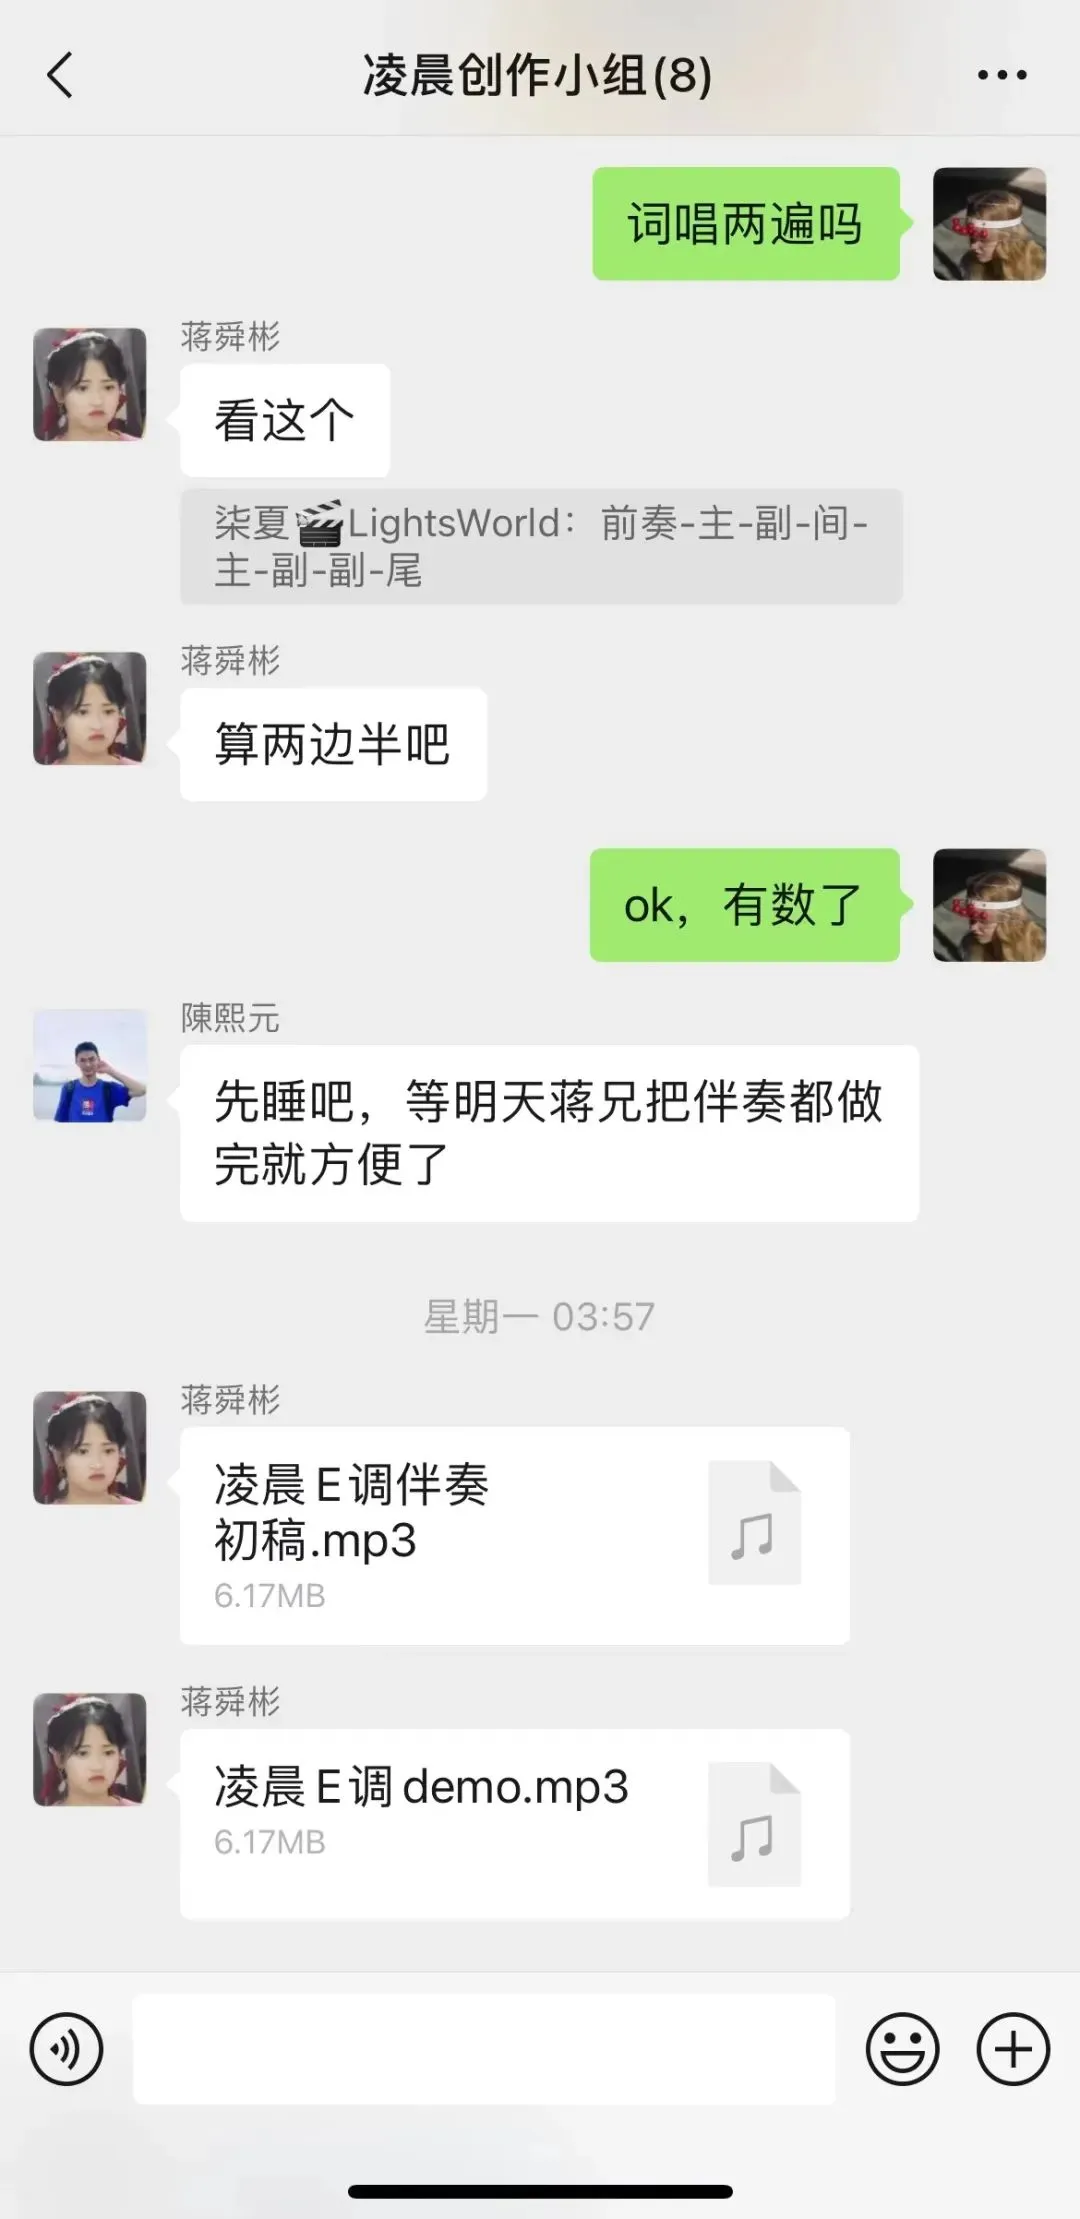 凌晨创作小组(8)
词唱两遍吗
蒋舜彬
看这个
柒夏🎬LightsWorld：前奏-主-副-间-
主-副-副-尾
蒋舜彬
算两边半吧
ok，有数了
陳熙元
先睡吧，等明天蒋兄把伴奏都做
完就方便了
星期一 03:57
蒋舜彬
凌晨E调伴奏
初稿.mp3
6.17MB
蒋舜彬
凌晨E调demo.mp3
6.17MB